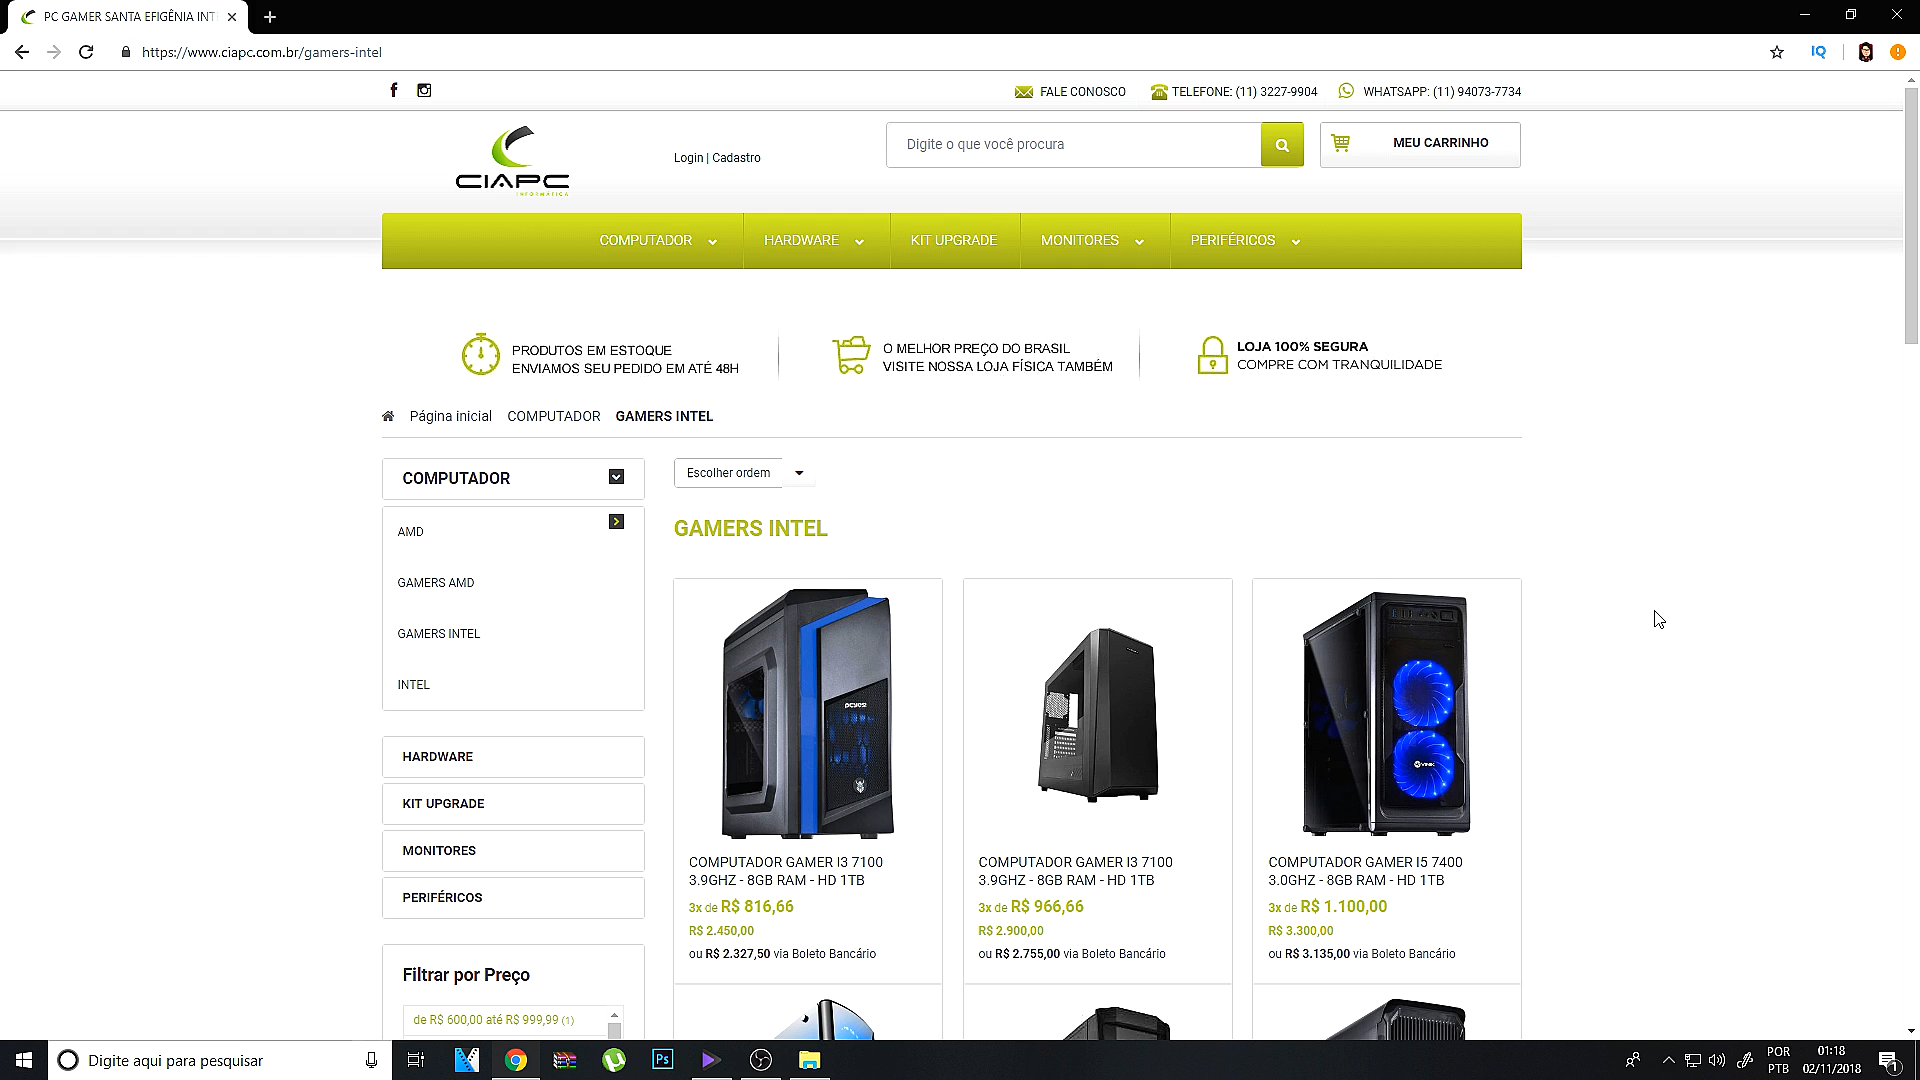 PC GAMER SANTA EFIGÊNIA INT
https://www.ciapc.com.br/gamers-intel
IQ
FALE CONOSCO
TELEFONE: (11) 3227-9904
WHATSAPP: (11) 94073-7734
CIAPC
INFORMÁTICA
Login | Cadastro
Digite o que você procura
MEU CARRINHO
COMPUTADOR
HARDWARE
KIT UPGRADE
MONITORES
PERIFÉRICOS
PRODUTOS EM ESTOQUE
ENVIAMOS SEU PEDIDO EM ATÉ 48H
O MELHOR PREÇO DO BRASIL
VISITE NOSSA LOJA FÍSICA TAMBÉM
LOJA 100% SEGURA
COMPRE COM TRANQUILIDADE
Página inicial COMPUTADOR GAMERS INTEL
COMPUTADOR
AMD
GAMERS AMD
GAMERS INTEL
INTEL
HARDWARE
KIT UPGRADE
MONITORES
PERIFÉRICOS
Filtrar por Preço
de R$ 600,00 até R$ 999,99 (1)
Escolher ordem
GAMERS INTEL
pcyes!
COMPUTADOR GAMER I3 7100
3.9GHZ - 8GB RAM - HD 1TB
3x de R$ 816,66
R$ 2.450,00
ou R$ 2.327,50 via Boleto Bancário
COMPUTADOR GAMER I3 7100
3.9GHZ - 8GB RAM - HD 1TB
3x de R$ 966,66
R$ 2.900,00
ou R$ 2.755,00 via Boleto Bancário
VINIK
COMPUTADOR GAMER I5 7400
3.0GHZ - 8GB RAM - HD 1TB
3x de R$ 1.100,00
R$ 3.300,00
ou R$ 3.135,00 via Boleto Bancário
Digite aqui para pesquisar
Ps
POR
PTB
01:18
02/11/2018
1